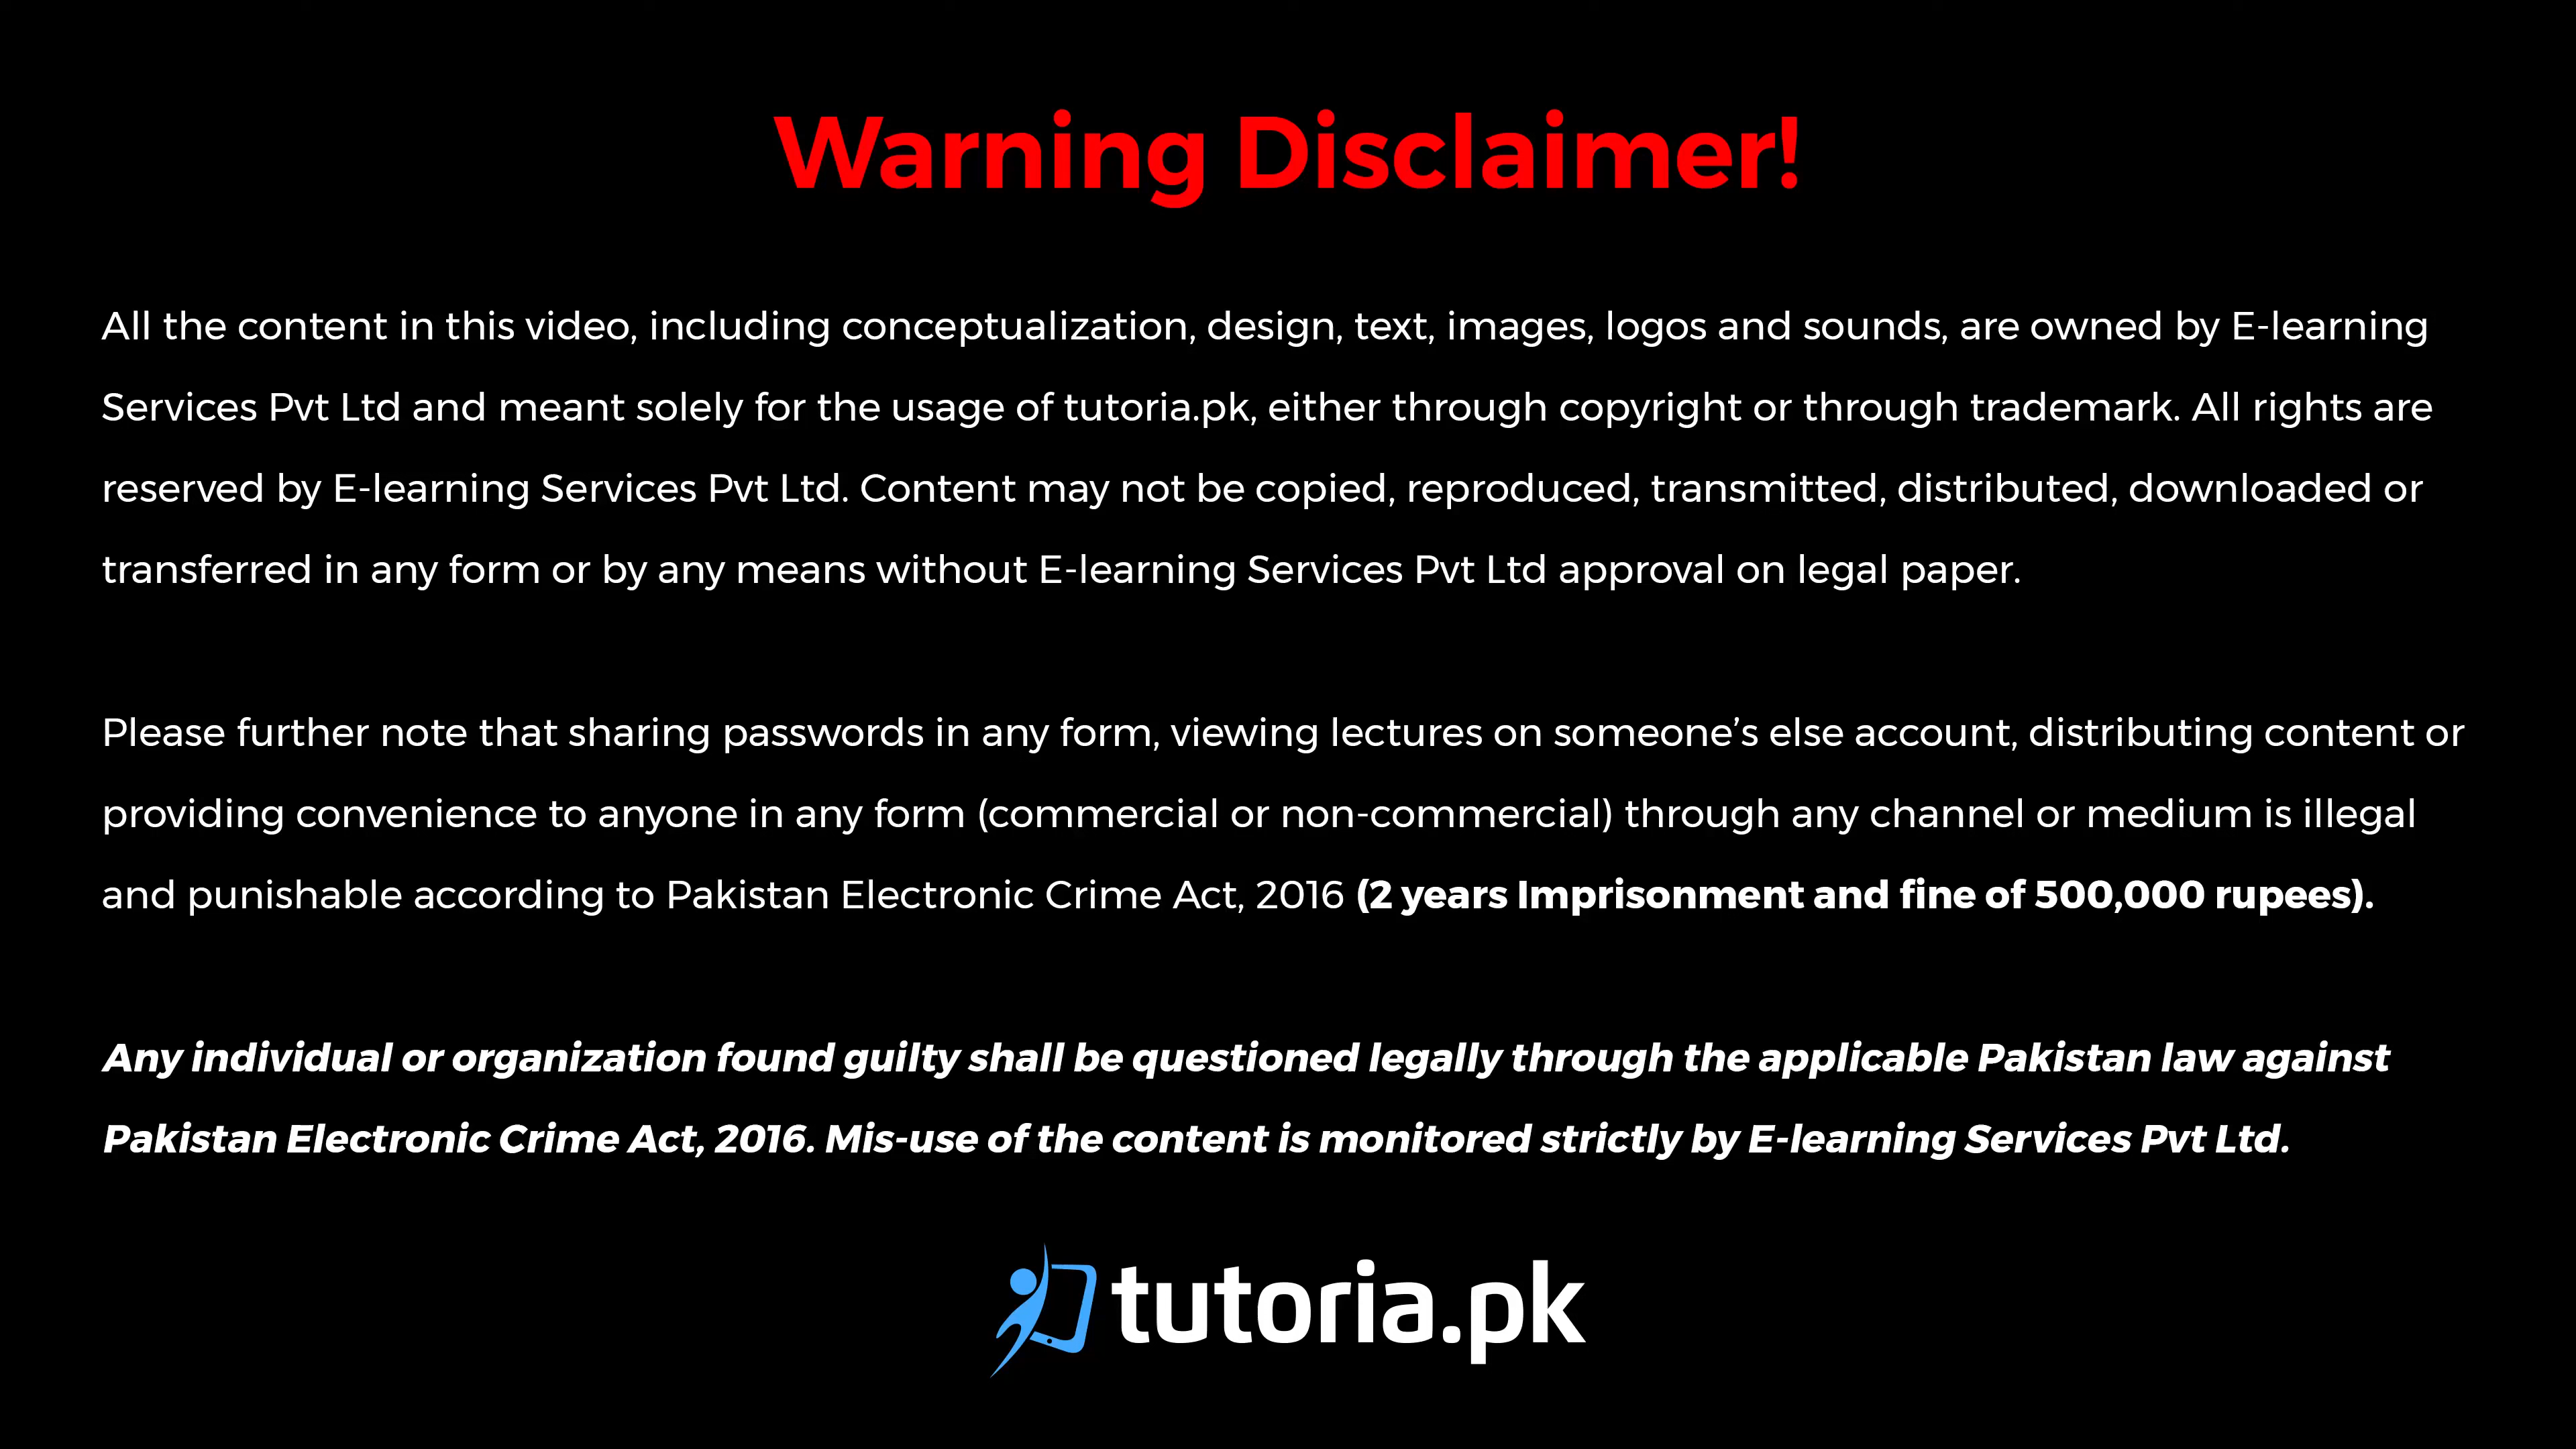 Warning Disclaimer!
All the content in this video, including conceptualization, design, text, images, logos and sounds, are owned by E-learning
Services Pvt Ltd and meant solely for the usage of tutoria.pk, either through copyright or through trademark. All rights are
reserved by E-learning Services Pvt Ltd. Content may not be copied, reproduced, transmitted, distributed, downloaded or
transferred in any form or by any means without E-learning Services Pvt Ltd approval on legal paper.
Please further note that sharing passwords in any form, viewing lectures on someone’s else account, distributing content or
providing convenience to anyone in any form (commercial or non-commercial) through any channel or medium is illegal
and punishable according to Pakistan Electronic Crime Act, 2016 (2 years Imprisonment and fine of 500,000 rupees).
Any individual or organization found guilty shall be questioned legally through the applicable Pakistan law against
Pakistan Electronic Crime Act, 2016. Mis-use of the content is monitored strictly by E-learning Services Pvt Ltd.
tutoria.pk